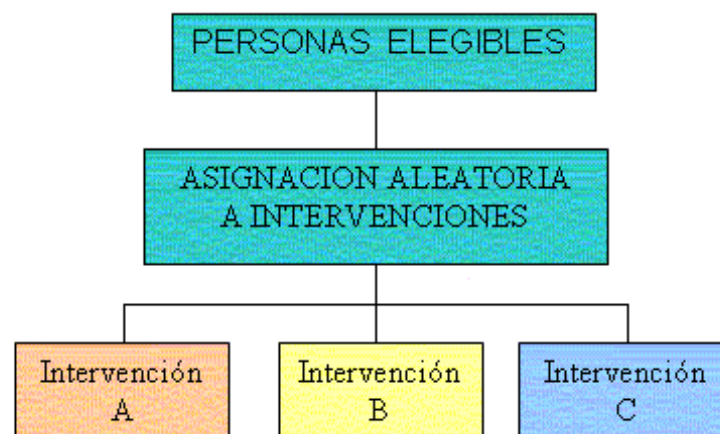 PERSONAS ELEGIBLES
ASIGNACION ALEATORIA
A INTERVENCIONES
Intervención
A
Intervención
B
Intervención
C